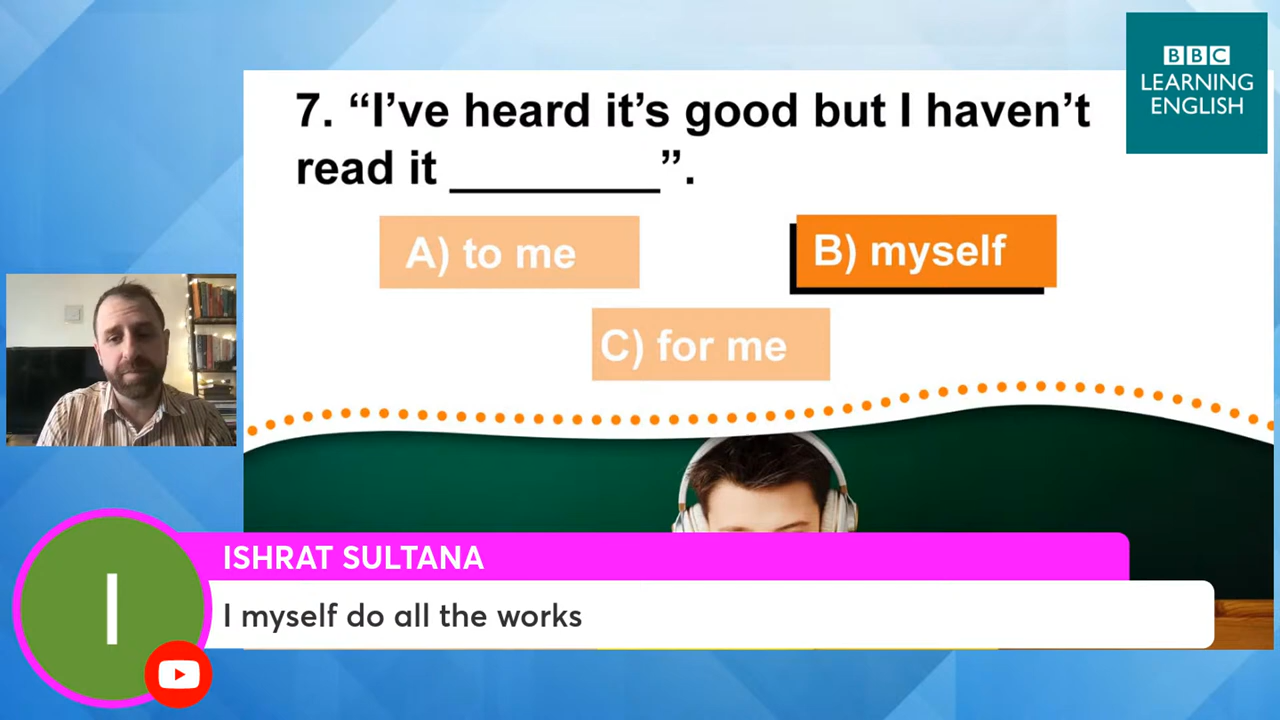 BBC
LEARNING
ENGLISH
7. “I’ve heard it’s good but I haven’t
read it ________”.
A) to me
B) myself
C) for me
I
ISHRAT SULTANA
I myself do all the works